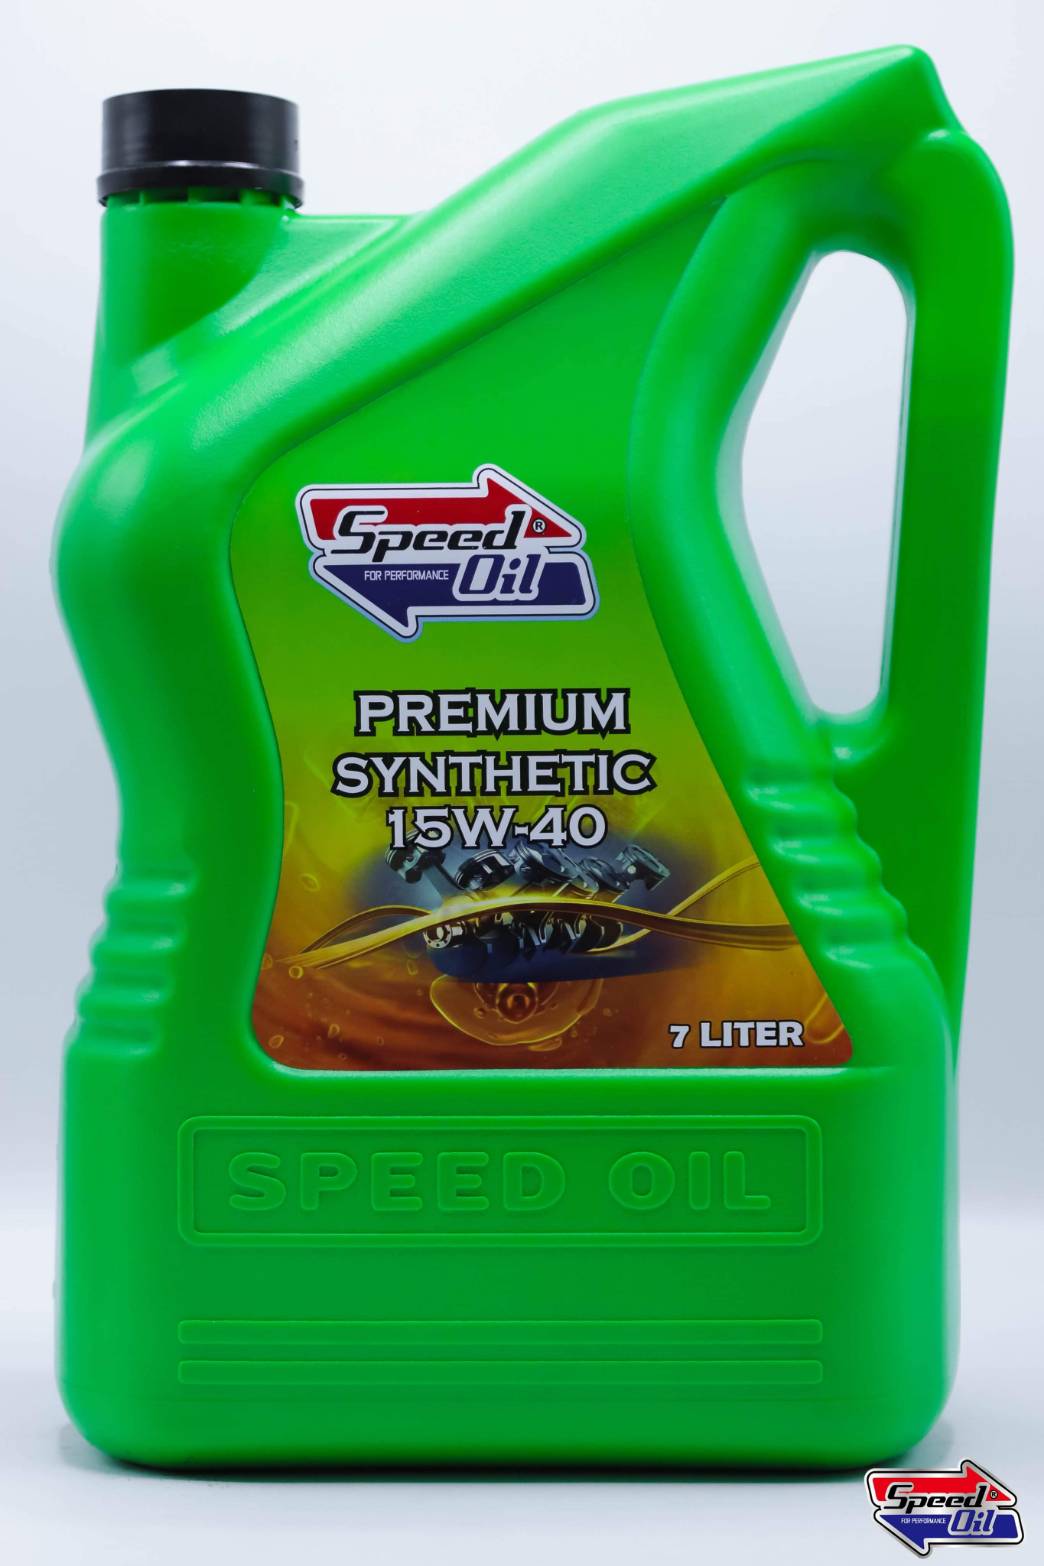 Speed ®
FOR PERFORMANCE Oil
PREMIUM
SYNTHETIC
15W-40
7 LITER
SPEED OIL
Speed ®
FOR PERFORMANCE Oil